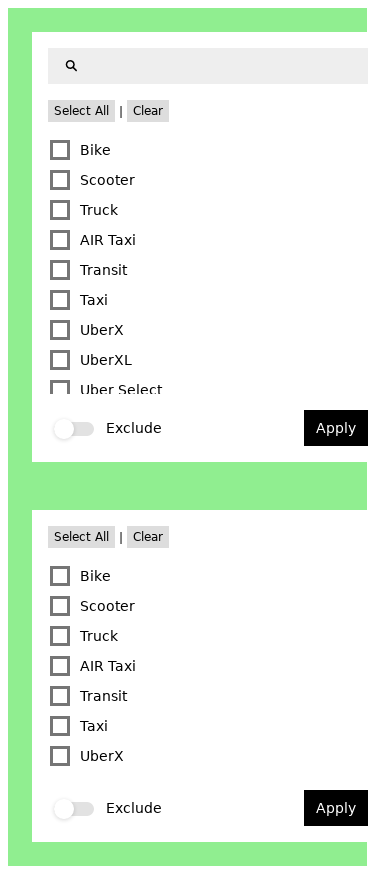 Select All | Clear
Bike
Scooter
Truck
AIR Taxi
Transit
Taxi
UberX
UberXL
Uber Select
Exclude Apply
Select All | Clear
Bike
Scooter
Truck
AIR Taxi
Transit
Taxi
UberX
Exclude Apply